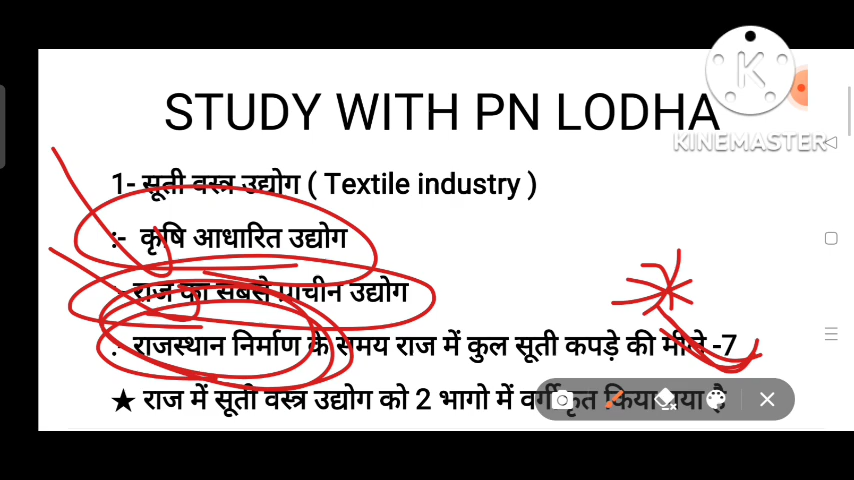 STUDY WITH PN LODHA
KINEMASTER
1- सूती वस्त्र उद्योग ( Textile industry )
:- कृषि आधारित उद्योग
:- राज का सबसे प्राचीन उद्योग
:- राजस्थान निर्माण के समय राज में कुल सूती कपड़े की मीले -7
★ राज में सूती वस्त्र उद्योग को 2 भागो में वर्गीकृत किया गया है